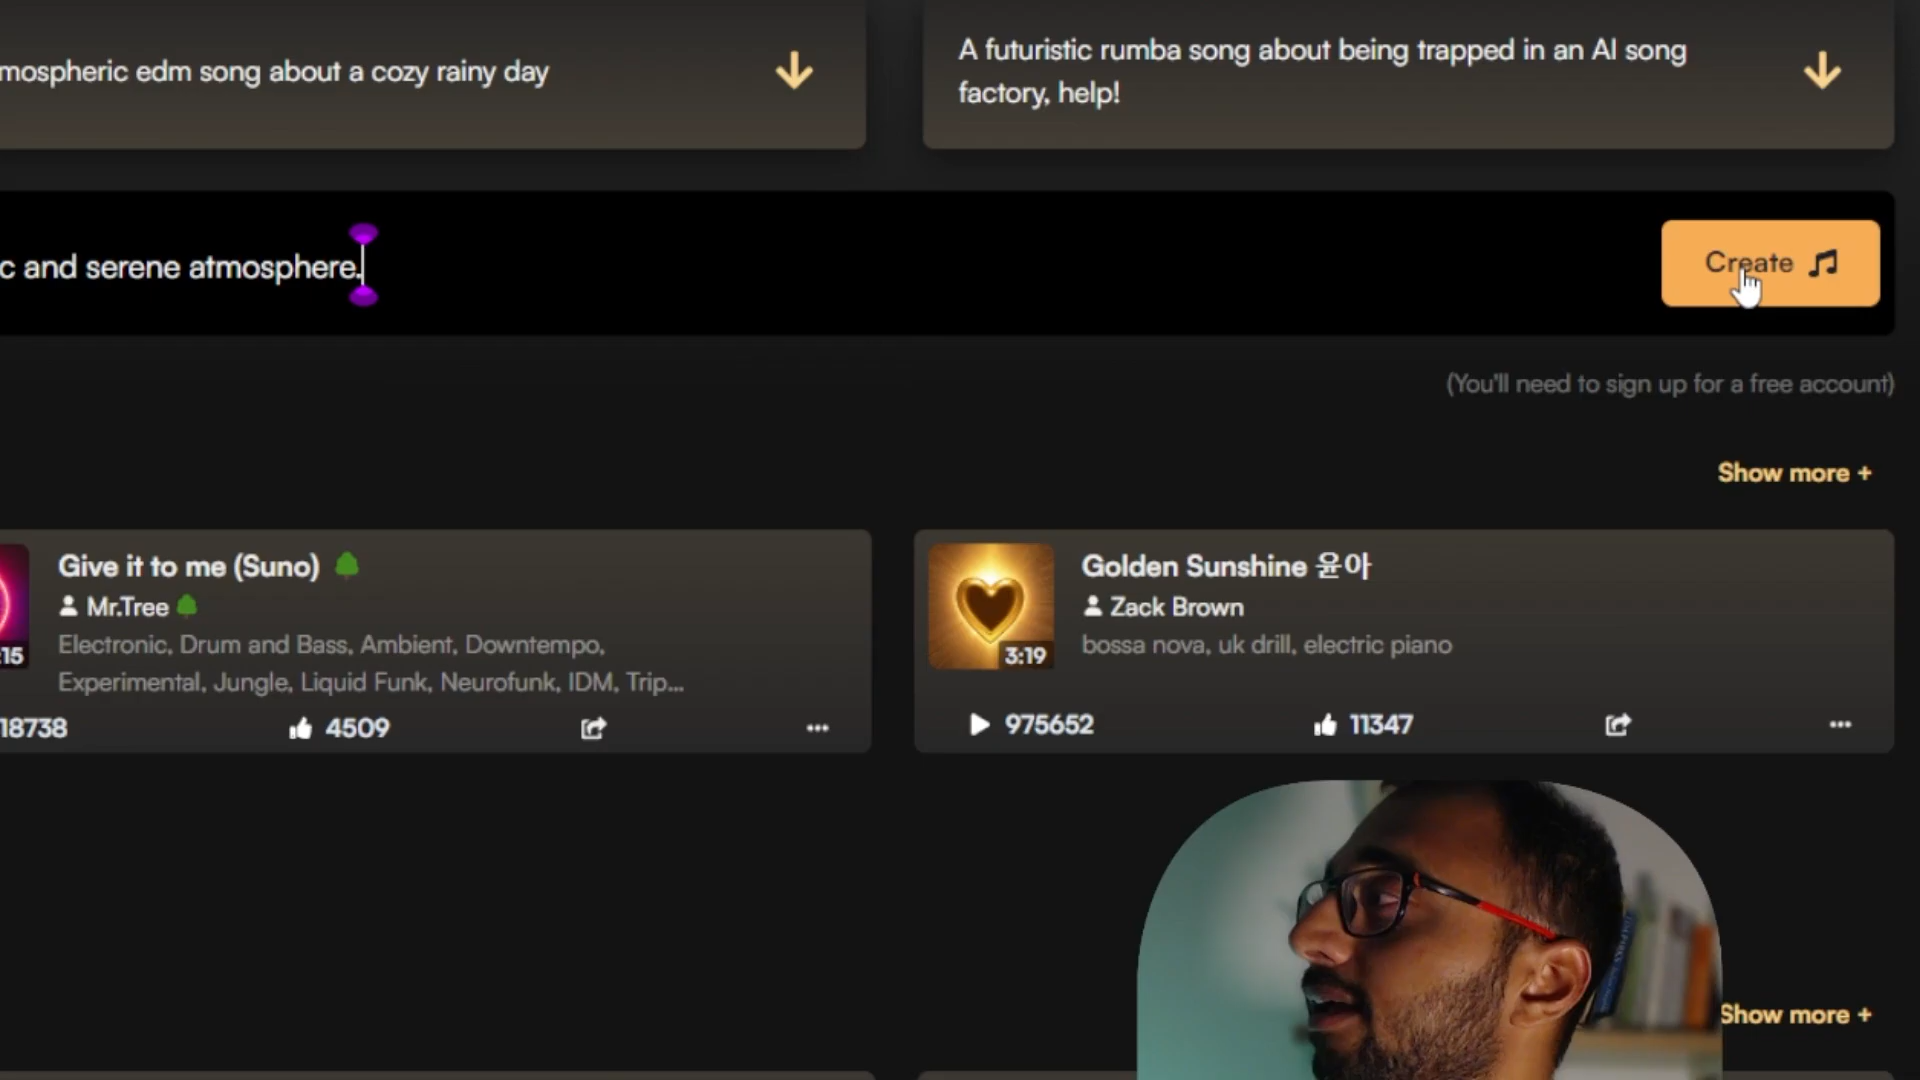 mospheric edm song about a cozy rainy day
A futuristic rumba song about being trapped in an AI song
factory, help!
c and serene atmosphere.
Create
(You'll need to sign up for a free account)
Show more +
Give it to me (Suno)
Mr.Tree
Electronic, Drum and Bass, Ambient, Downtempo,
Experimental, Jungle, Liquid Funk, Neurofunk, IDM, Trip...
:15
18738
4509
Golden Sunshine 윤아
Zack Brown
bossa nova, uk drill, electric piano
3:19
975652
11347
Show more +